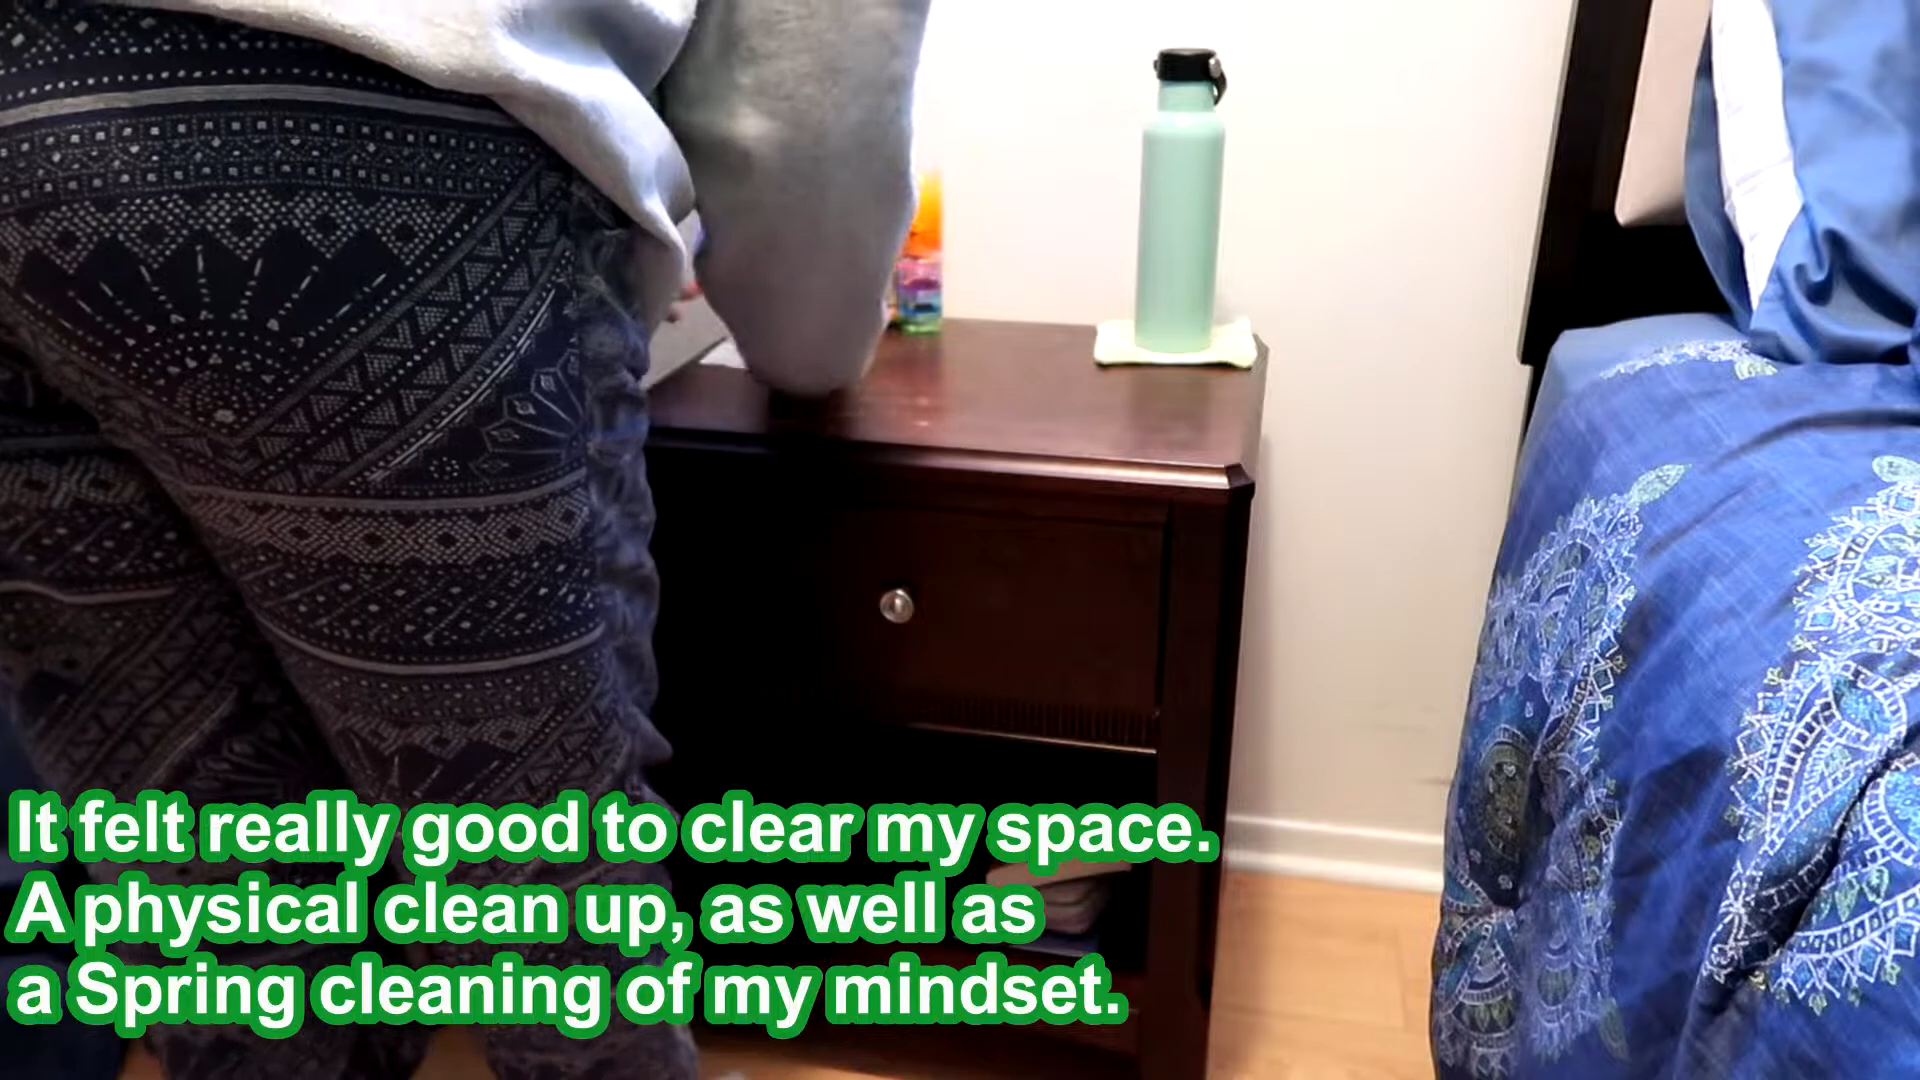 It felt really good to clear my space.
A physical clean up, as well as
a Spring cleaning of my mindset.